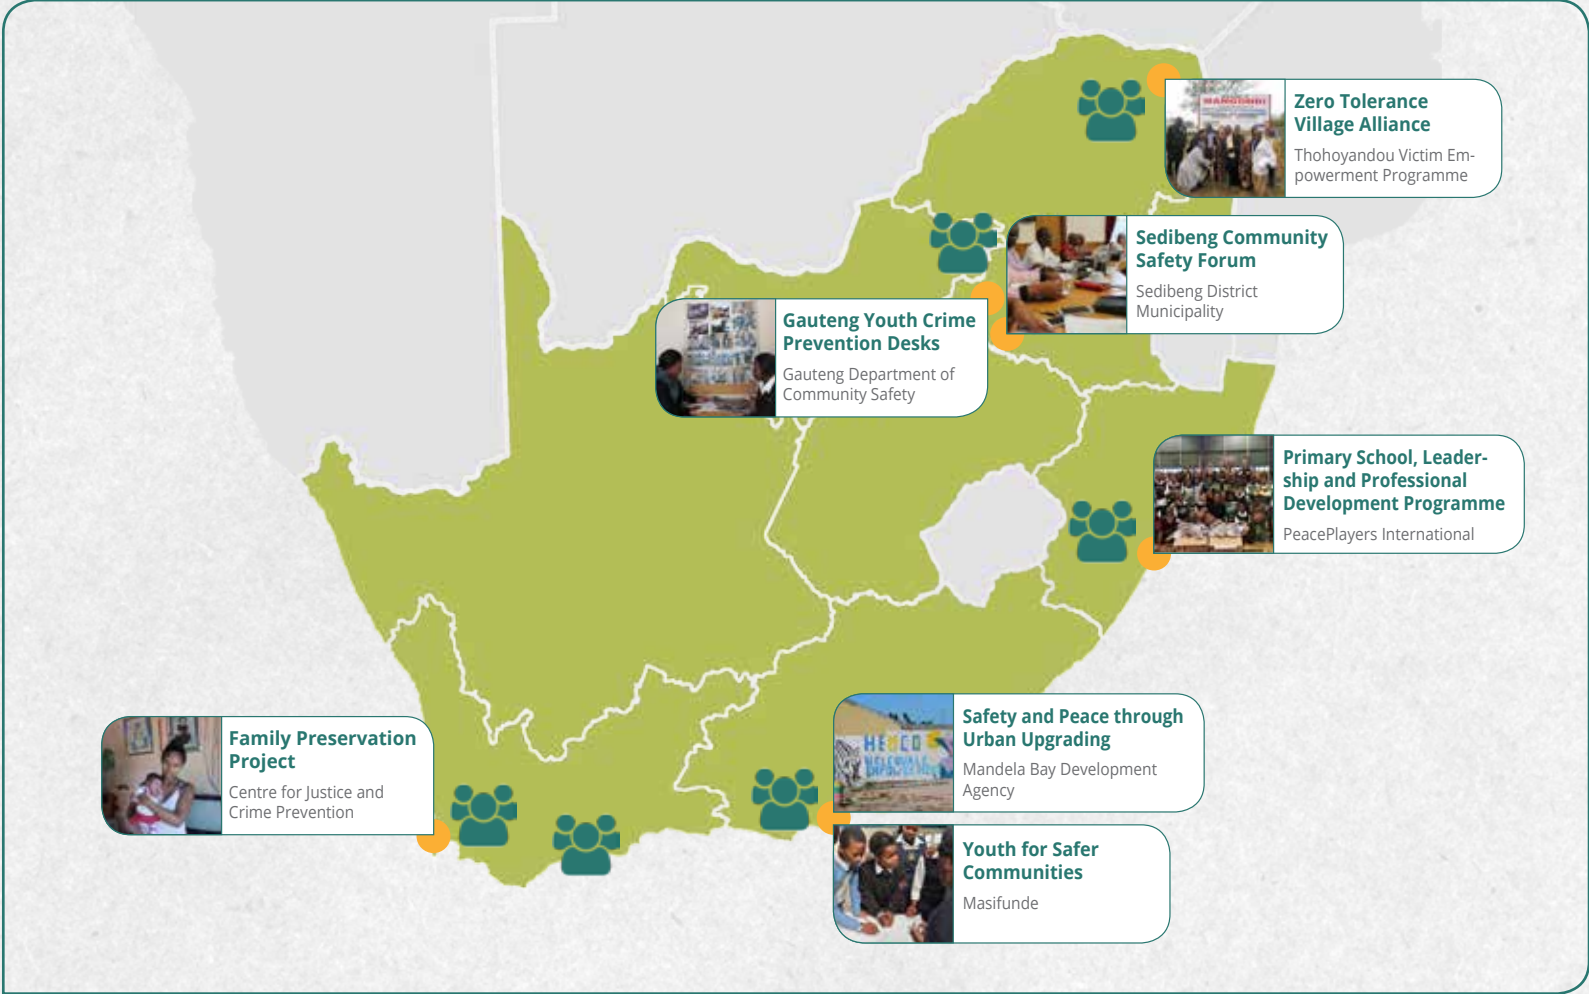 Zero Tolerance
Village Alliance
Thohoyandou Victim Em-
powerment Programme
Sedibeng Community
Safety Forum
Sedibeng District
Municipality
Gauteng Youth Crime
Prevention Desks
Gauteng Department of
Community Safety
Primary School, Leader-
ship and Professional
Development Programme
PeacePlayers International
Family Preservation
Project
Centre for Justice and
Crime Prevention
Safety and Peace through
Urban Upgrading
Mandela Bay Development
Agency
Youth for Safer
Communities
Masifunde